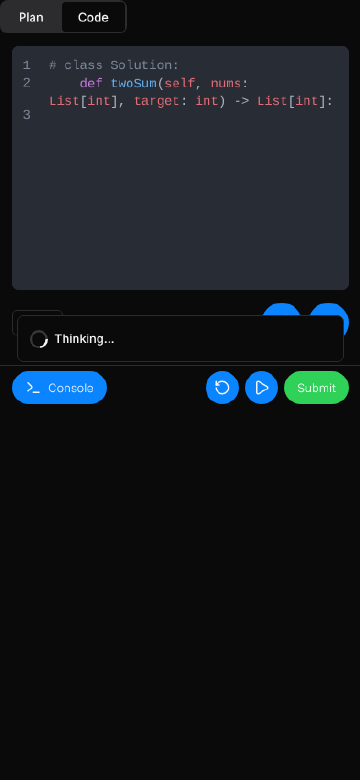 Plan Code
1 # class Solution:
2 def twoSum(self, nums:
List[int], target: int) -> List[int]:
3
Thinking...
Console Submit